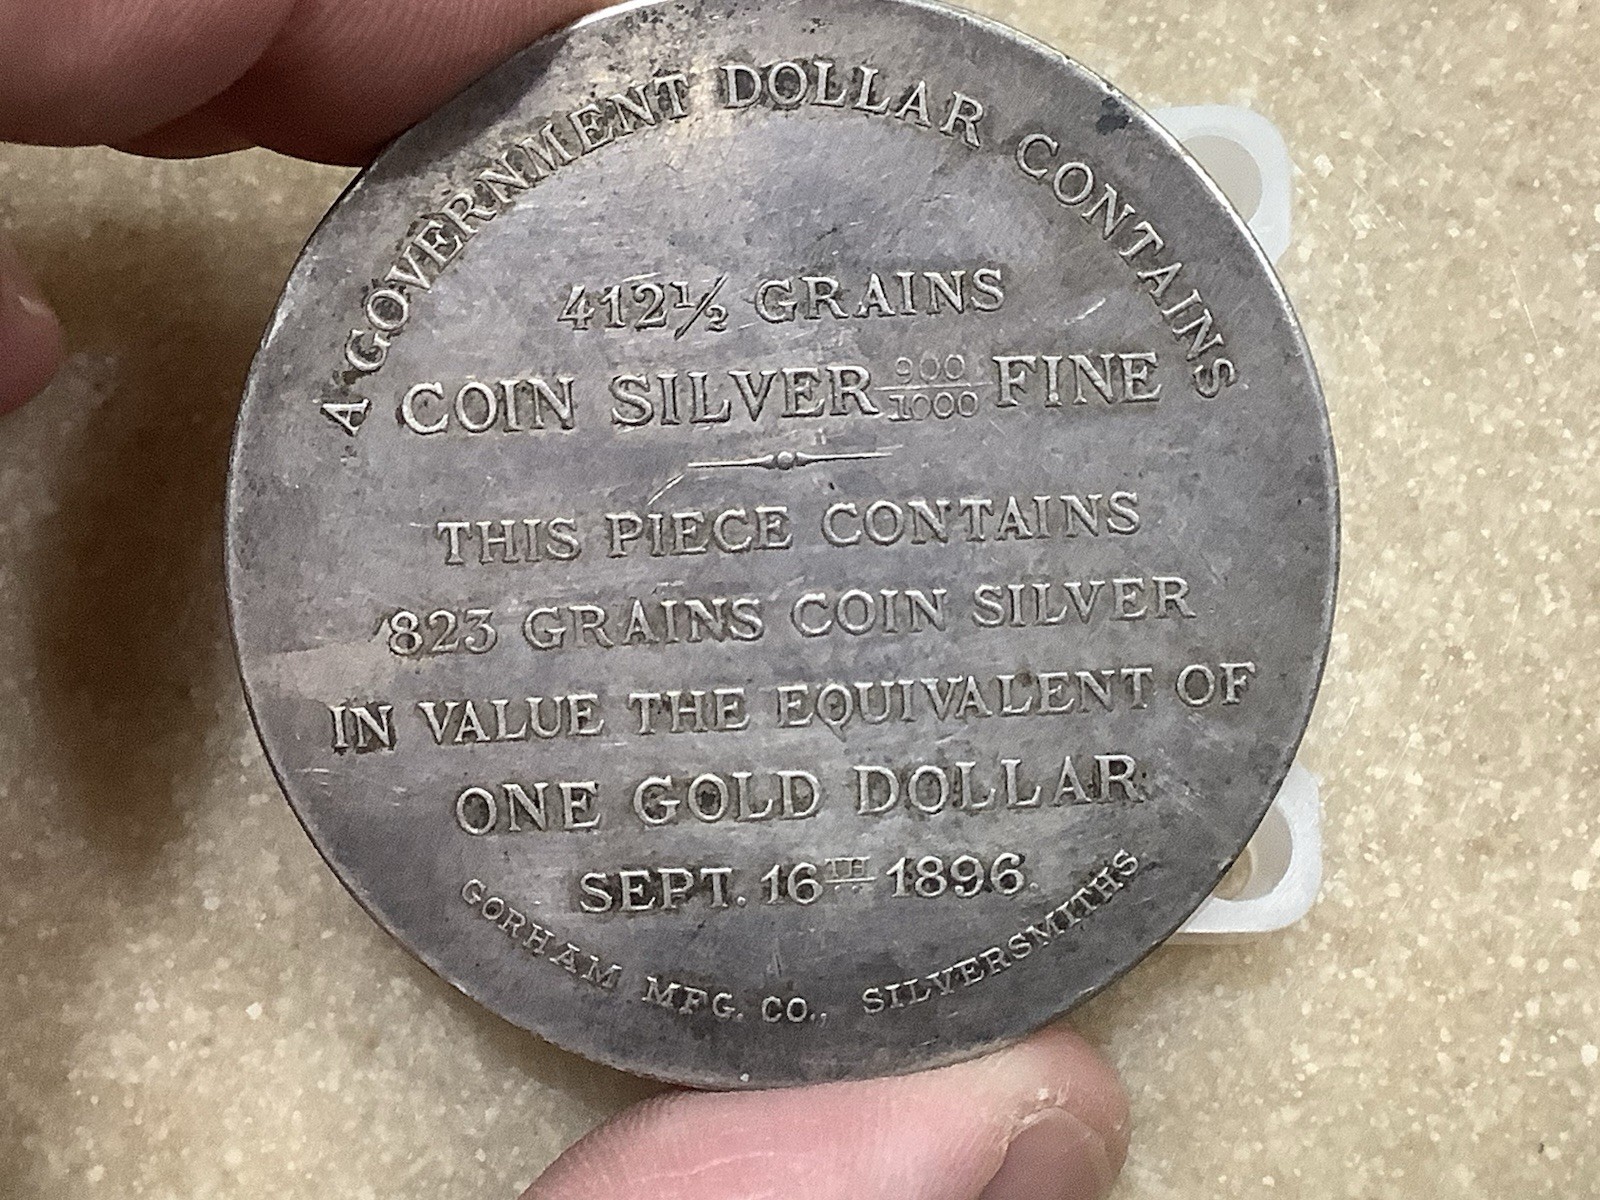 A GOVERNMENT DOLLAR CONTAINS
412½ GRAINS
COIN SILVER 900/1000 FINE
THIS PIECE CONTAINS
823 GRAINS COIN SILVER
IN VALUE THE EQUIVALENT OF
ONE GOLD DOLLAR
SEPT. 16TH 1896.
GORHAM MFG. CO., SILVERSMITHS